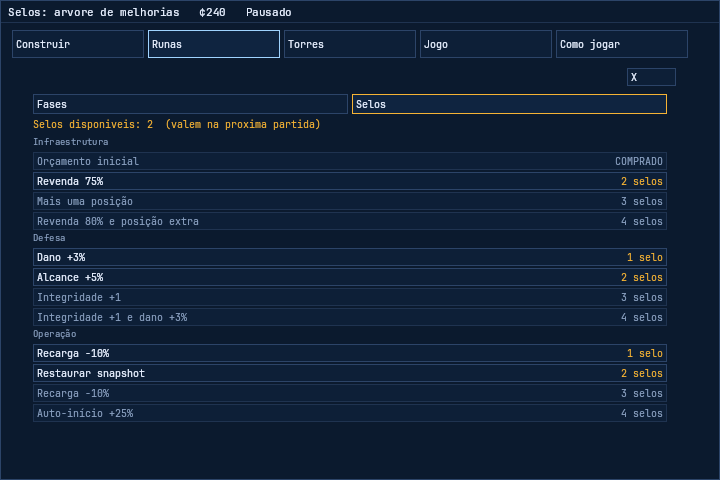 Selos: arvore de melhorias ¢240 Pausado
Construir Runas Torres Jogo Como jogar
X
Fases Selos
Selos disponiveis: 2 (valem na proxima partida)
Infraestrutura
Orçamento inicial COMPRADO
Revenda 75% 2 selos
Mais uma posição 3 selos
Revenda 80% e posição extra 4 selos
Defesa
Dano +3% 1 selo
Alcance +5% 2 selos
Integridade +1 3 selos
Integridade +1 e dano +3% 4 selos
Operação
Recarga -10% 1 selo
Restaurar snapshot 2 selos
Recarga -10% 3 selos
Auto-início +25% 4 selos